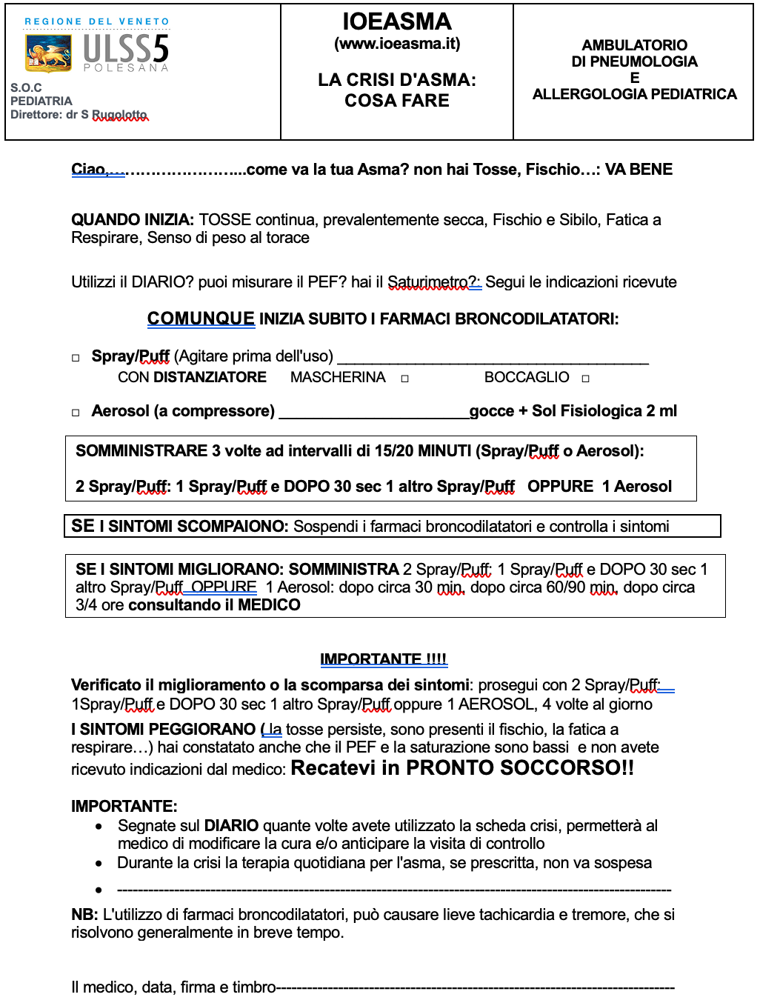 REGIONE DEL VENETO
ULSS5
POLESANA
S.O.C
PEDIATRIA
Direttore: dr S Rugolotto
IOEASMA
(www.ioeasma.it)
LA CRISI D'ASMA:
COSA FARE
AMBULATORIO
DI PNEUMOLOGIA
E
ALLERGOLOGIA PEDIATRICA
Ciao,……………………...come va la tua Asma? non hai Tosse, Fischio…: VA BENE
QUANDO INIZIA: TOSSE continua, prevalentemente secca, Fischio e Sibilo, Fatica a
Respirare, Senso di peso al torace
Utilizzi il DIARIO? puoi misurare il PEF? hai il Saturimetro?: Segui le indicazioni ricevute
COMUNQUE INIZIA SUBITO I FARMACI BRONCODILATATORI:
□ Spray/Puff (Agitare prima dell'uso) ____________________________________
CON DISTANZIATORE MASCHERINA □ BOCCAGLIO □
□ Aerosol (a compressore) ______________________gocce + Sol Fisiologica 2 ml
SOMMINISTRARE 3 volte ad intervalli di 15/20 MINUTI (Spray/Puff o Aerosol):
2 Spray/Puff: 1 Spray/Puff e DOPO 30 sec 1 altro Spray/Puff OPPURE 1 Aerosol
SE I SINTOMI SCOMPAIONO: Sospendi i farmaci broncodilatatori e controlla i sintomi
SE I SINTOMI MIGLIORANO: SOMMINISTRA 2 Spray/Puff: 1 Spray/Puff e DOPO 30 sec 1
altro Spray/Puff OPPURE 1 Aerosol: dopo circa 30 min, dopo circa 60/90 min, dopo circa
3/4 ore consultando il MEDICO
IMPORTANTE !!!!
Verificato il miglioramento o la scomparsa dei sintomi: prosegui con 2 Spray/Puff:
1Spray/Puff e DOPO 30 sec 1 altro Spray/Puff oppure 1 AEROSOL, 4 volte al giorno
I SINTOMI PEGGIORANO ( la tosse persiste, sono presenti il fischio, la fatica a
respirare…) hai constatato anche che il PEF e la saturazione sono bassi e non avete
ricevuto indicazioni dal medico: Recatevi in PRONTO SOCCORSO!!
IMPORTANTE:
• Segnate sul DIARIO quante volte avete utilizzato la scheda crisi, permetterà al
medico di modificare la cura e/o anticipare la visita di controllo
• Durante la crisi la terapia quotidiana per l'asma, se prescritta, non va sospesa
• -----------------------------------------------------------------------------------------------------------
NB: L'utilizzo di farmaci broncodilatatori, può causare lieve tachicardia e tremore, che si
risolvono generalmente in breve tempo.
Il medico, data, firma e timbro-----------------------------------------------------------------------------